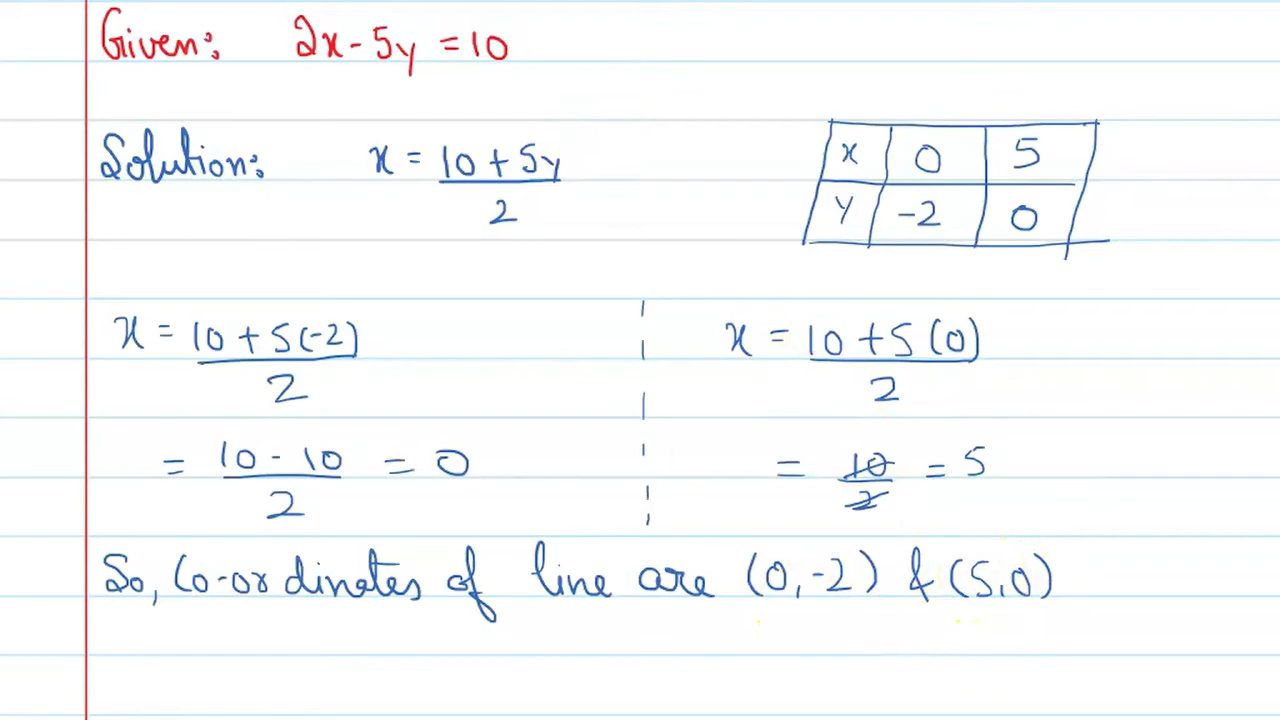 Given: 2x - 5y = 10
Solution: x = (10 + 5y)/2
x 0 5
y -2 0
x = (10 + 5(-2))/2
= (10 - 10)/2 = 0
x = (10 + 5(0))/2
= 10/2 = 5
So, Co-ordinates of line are (0,-2) & (5,0)